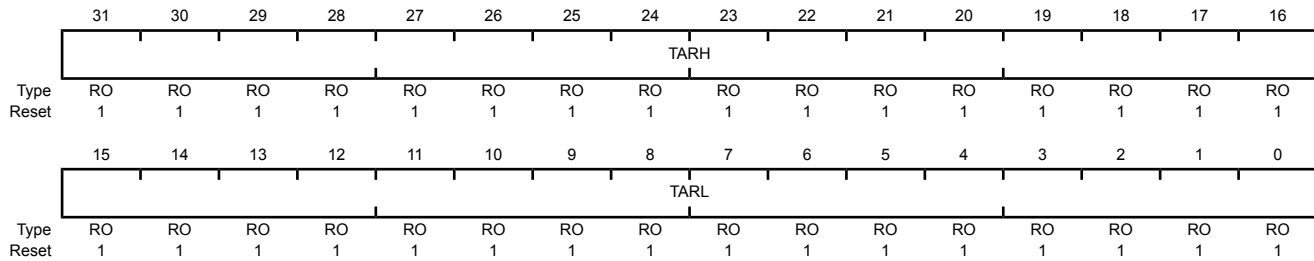 31 30 29 28 27 26 25 24 23 22 21 20 19 18 17 16
TARH
Type RO RO RO RO RO RO RO RO RO RO RO RO RO RO RO RO
Reset 1 1 1 1 1 1 1 1 1 1 1 1 1 1 1 1
15 14 13 12 11 10 9 8 7 6 5 4 3 2 1 0
TARL
Type RO RO RO RO RO RO RO RO RO RO RO RO RO RO RO RO
Reset 1 1 1 1 1 1 1 1 1 1 1 1 1 1 1 1